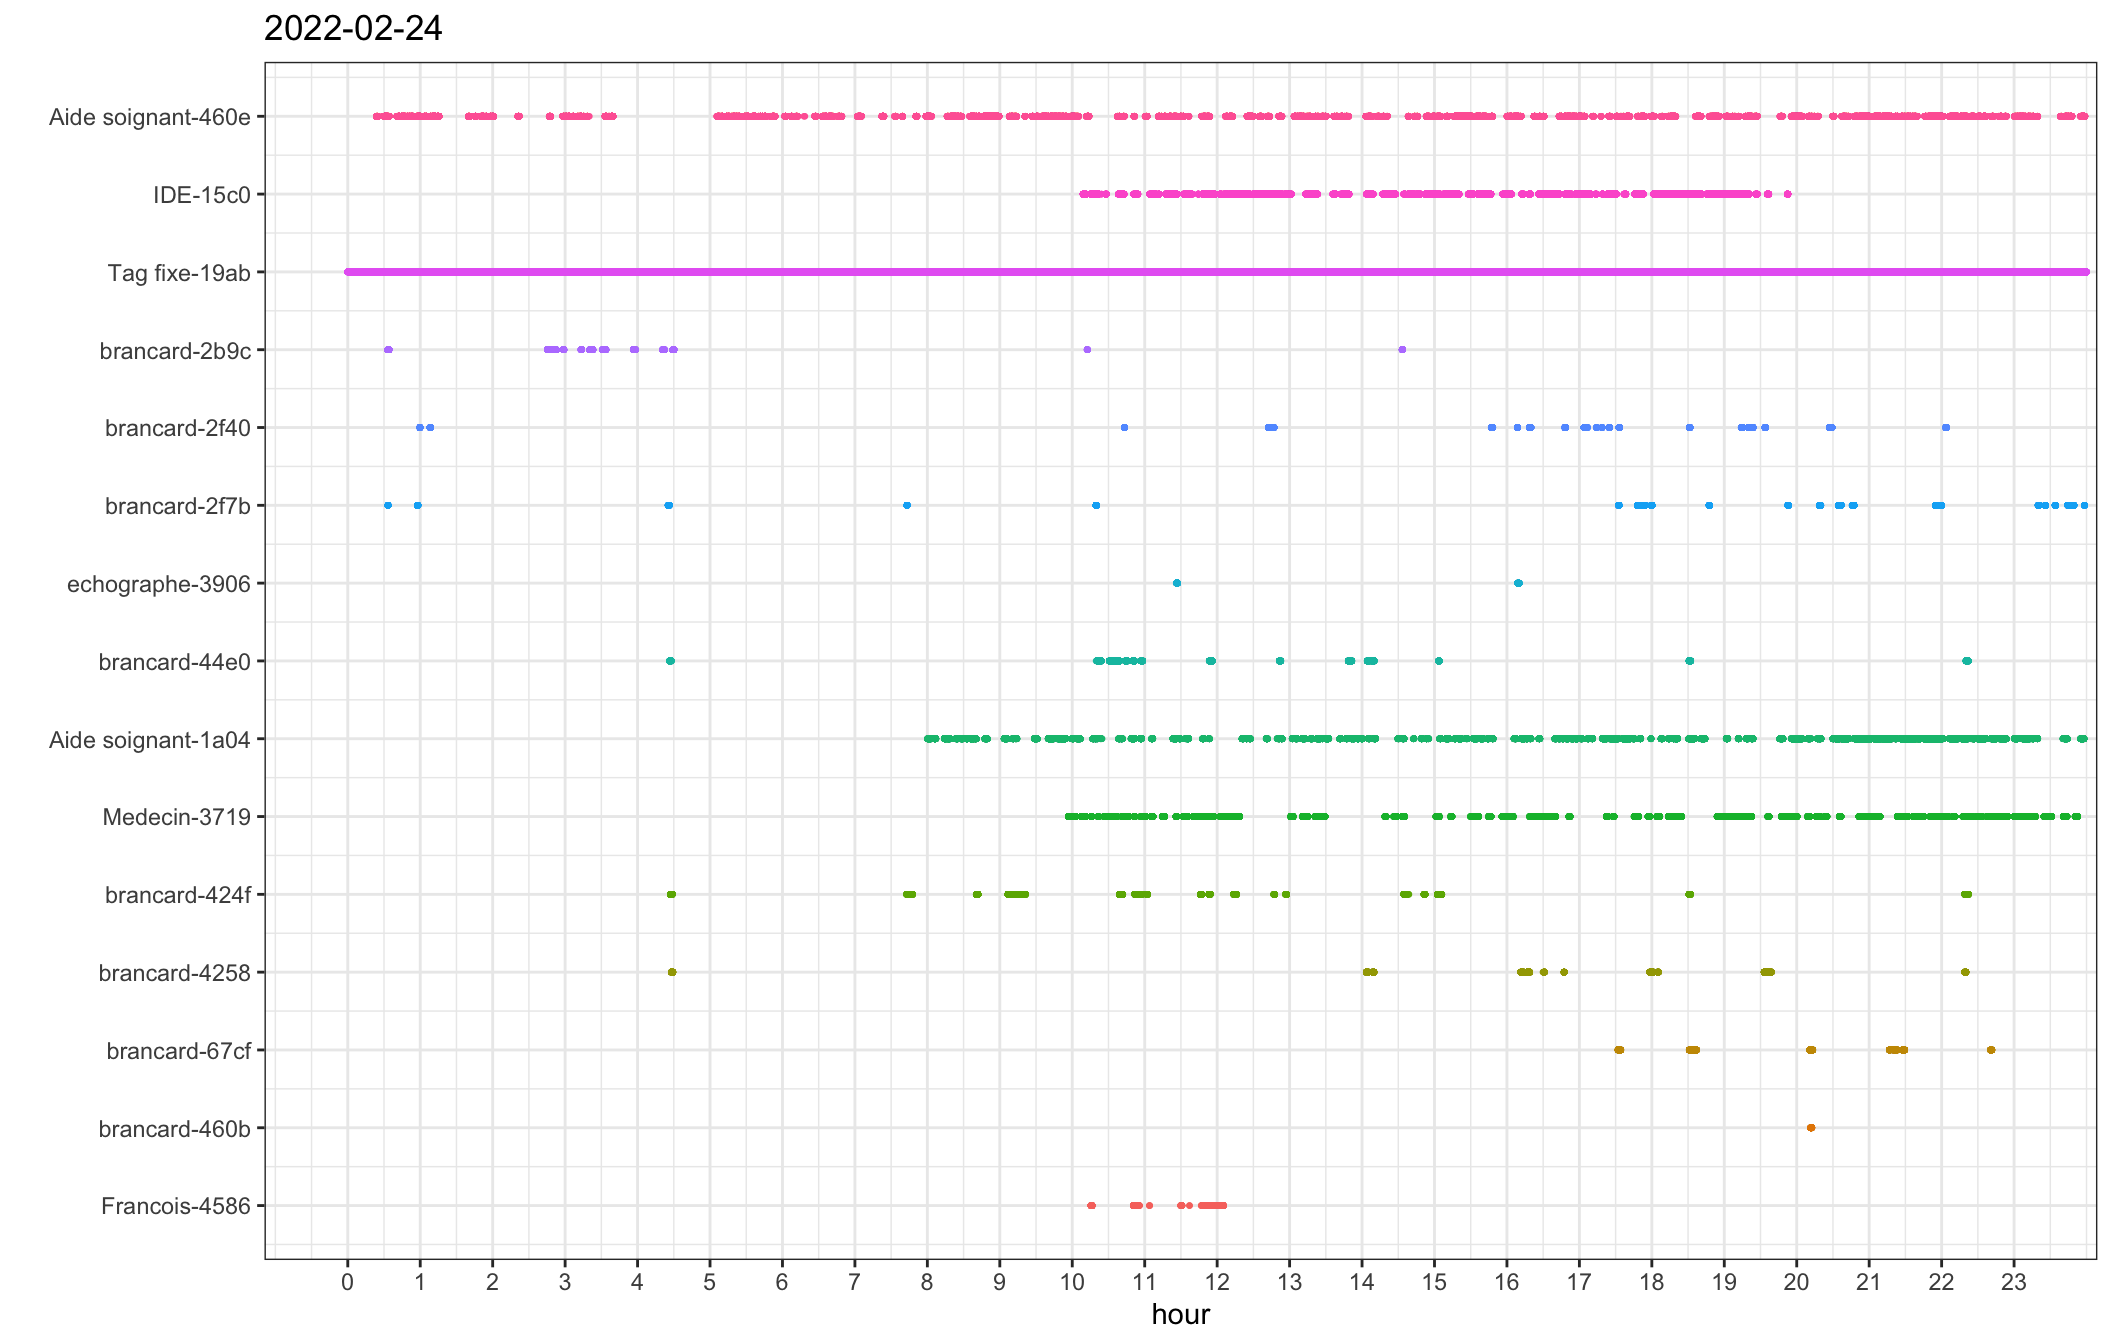 2022-02-24
Aide soignant-460e
IDE-15c0
Tag fixe-19ab
brancard-2b9c
brancard-2f40
brancard-2f7b
echographe-3906
brancard-44e0
Aide soignant-1a04
Medecin-3719
brancard-424f
brancard-4258
brancard-67cf
brancard-460b
Francois-4586
0 1 2 3 4 5 6 7 8 9 10 11 12 13 14 15 16 17 18 19 20 21 22 23
hour